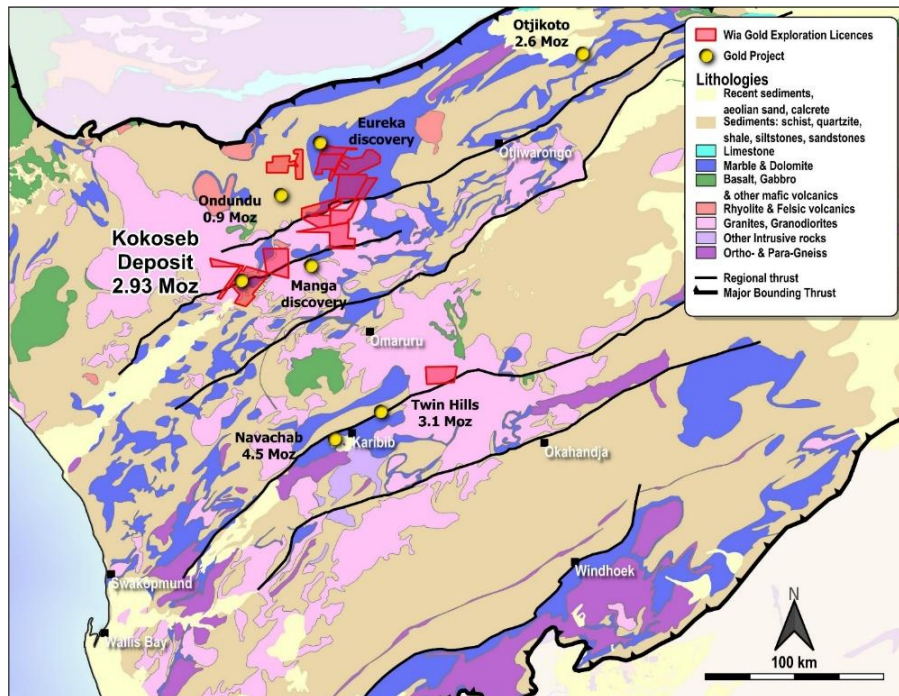 Otjikoto
2.6 Moz
Eureka
discovery
Otjiwarongo
Ondundu
0.9 Moz
Kokoseb
Deposit
2.93 Moz
Manga
discovery
Omaruru
Twin Hills
3.1 Moz
Navachab
4.5 Moz
Karibib
Okahandja
Swakopmund
Windhoek
Wallis Bay
Wia Gold Exploration Licences
Gold Project
Lithologies
Recent sediments,
aeolian sand, calcrete
Sediments: schist, quartzite,
shale, siltstones, sandstones
Limestone
Marble & Dolomite
Basalt, Gabbro
& other mafic volcanics
Rhyolite & Felsic volcanics
Granites, Granodiorites
Other Intrusive rocks
Ortho- & Para-Gneiss
Regional thrust
Major Bounding Thrust
N
100 km